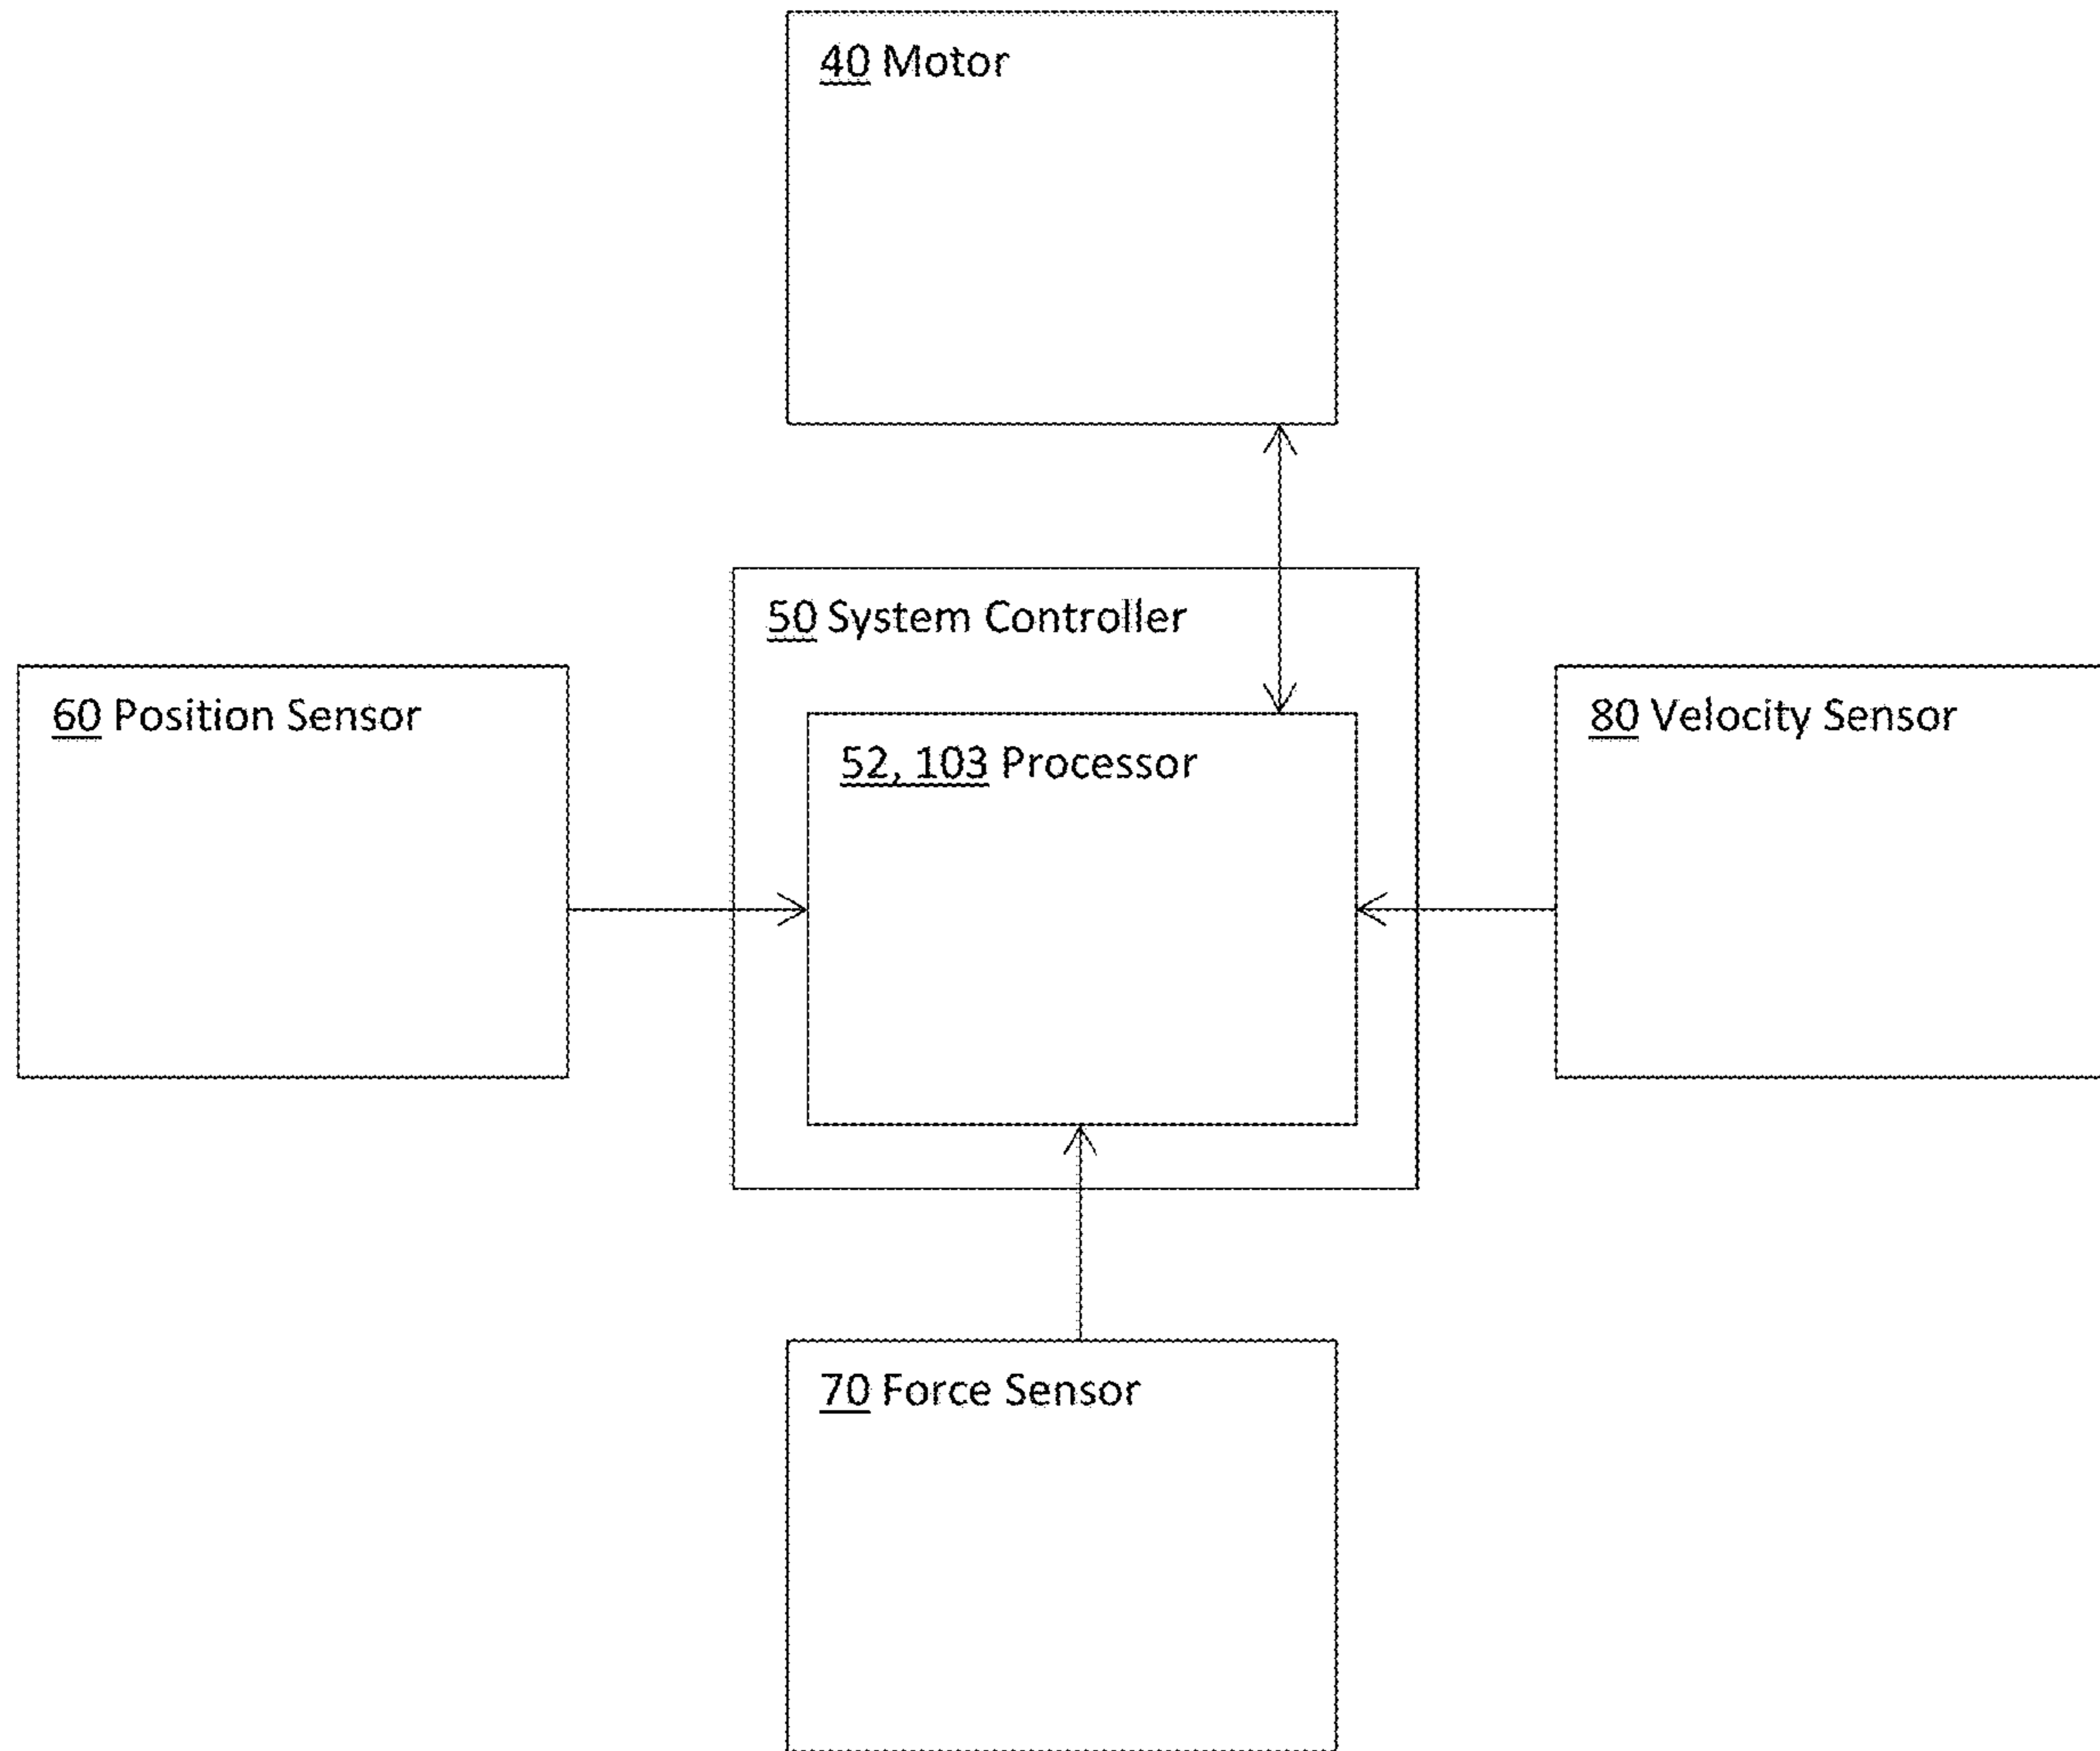 40 Motor
50 System Controller
60 Position Sensor
80 Velocity Sensor
52, 103 Processor
70 Force Sensor